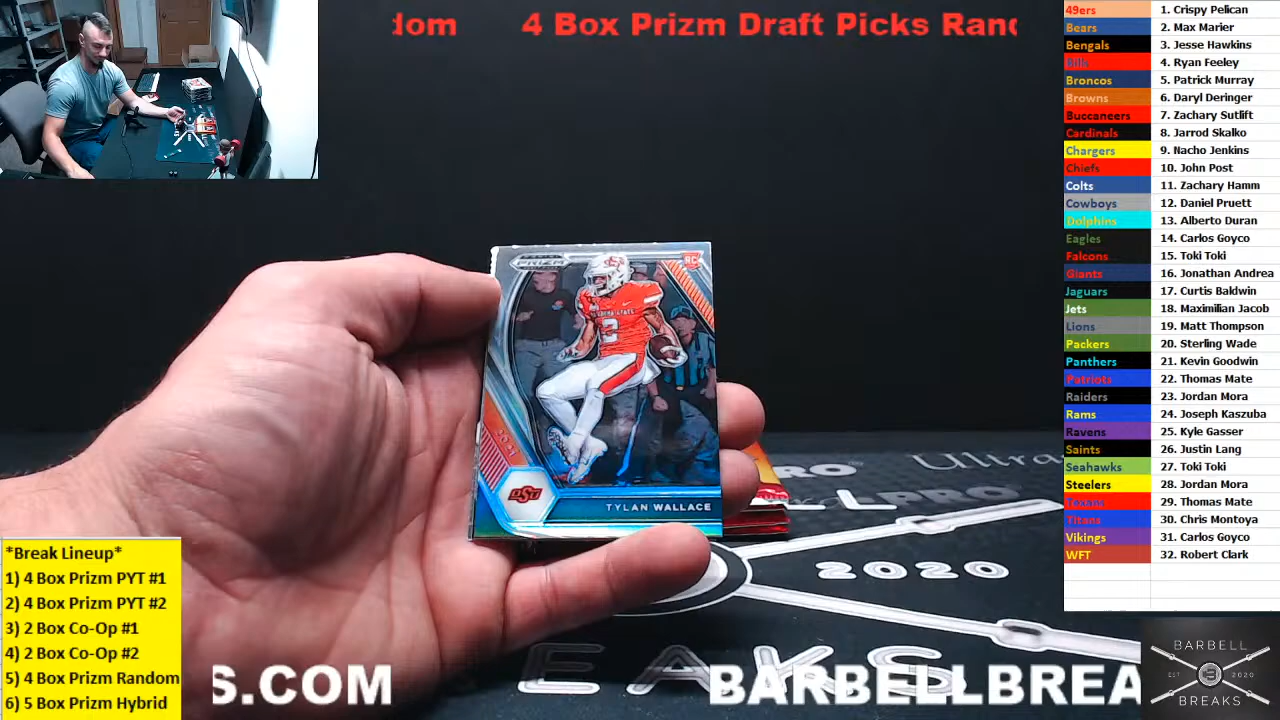 dom 4 Box Prizm Draft Picks Rand
49ers 1. Crispy Pelican
Bears 2. Max Marier
Bengals 3. Jesse Hawkins
Bills 4. Ryan Feeley
Broncos 5. Patrick Murray
Browns 6. Daryl Deringer
Buccaneers 7. Zachary Sutlift
Cardinals 8. Jarrod Skalko
Chargers 9. Nacho Jenkins
Chiefs 10. John Post
Colts 11. Zachary Hamm
Cowboys 12. Daniel Pruett
Dolphins 13. Alberto Duran
Eagles 14. Carlos Goyco
Falcons 15. Toki Toki
Giants 16. Jonathan Andrea
Jaguars 17. Curtis Baldwin
Jets 18. Maximilian Jacob
Lions 19. Matt Thompson
Packers 20. Sterling Wade
Panthers 21. Kevin Goodwin
Patriots 22. Thomas Mate
Raiders 23. Jordan Mora
Rams 24. Joseph Kaszuba
Ravens 25. Kyle Gasser
Saints 26. Justin Lang
Seahawks 27. Toki Toki
Steelers 28. Jordan Mora
Texans 29. Thomas Mate
Titans 30. Chris Montoya
Vikings 31. Carlos Goyco
WFT 32. Robert Clark
PRIZM
RC
2
OSU
TYLAN WALLACE
PRO
Ultra
LPRO
2020
EAKS
*Break Lineup*
1) 4 Box Prizm PYT #1
2) 4 Box Prizm PYT #2
3) 2 Box Co-Op #1
4) 2 Box Co-Op #2
5) 4 Box Prizm Random
6) 5 Box Prizm Hybrid
S.COM BARBELLBREA
BARBELL
EST 2020
BREAKS